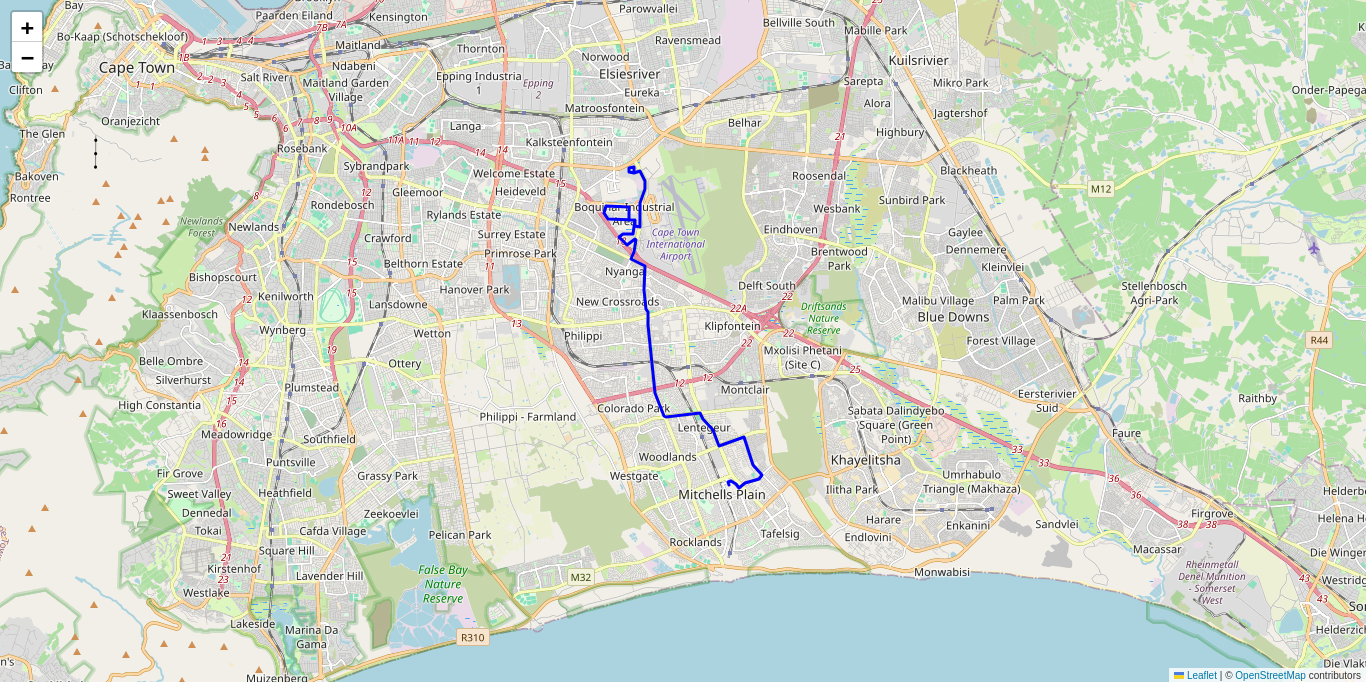 +
−
Bay
Paarden Eiland
Kensington
Parowvallei
Bellville South
Mabille Park
Bo-Kaap (Schotschekloof)
Maitland
Thornton
Ravensmead
Kuilsrivier
Cape Town
Ndabeni
Norwood
Elsiesriver
Salt River
Maitland Garden
Village
Epping Industria
1
Epping
2
Eureka
Sarepta
Mikro Park
Clifton
Matroosfontein
Alora
Onder-Papega
Oranjezicht
Langa
Belhar
Highbury
Jagtershof
The Glen
Rosebank
Kalksteenfontein
Bakoven
Sybrandpark
Welcome Estate
Roosendal
Blackheath
M12
Rontree
Gleemoor
Heideveld
Rondebosch
Boquinar Industrial
Area
Wesbank
Sunbird Park
Newlands
Forest
Newlands
Rylands Estate
Surrey Estate
Cape Town
International
Airport
Eindhoven
Gaylee
Crawford
Primrose Park
Brentwood
Park
Dennemere
Bishopscourt
Belthorn Estate
Nyanga
Kleinvlei
Kenilworth
Hanover Park
Delft South
Stellenbosch
Agri-Park
Klaassenbosch
Lansdowne
New Crossroads
22A
Driftsands
Nature
Reserve
Malibu Village
Palm Park
Blue Downs
Wynberg
Wetton
Philippi
Klipfontein
R44
Forest Village
Belle Ombre
Ottery
Mxolisi Phetani
(Site C)
Silverhurst
Plumstead
Montclair
Eersterivier
Suid
Raithby
High Constantia
Philippi - Farmland
Colorado Park
Sabata Dalindyebo
Square (Green
Point)
Meadowridge
Southfield
Lentegeur
Faure
Puntsville
Woodlands
Khayelitsha
Fir Grove
Grassy Park
Westgate
Umrhabulo
Triangle (Makhaza)
Sweet Valley
Heathfield
Mitchells Plain
Ilitha Park
Helderb
Dennedal
Zeekoevlei
Firgrove
Tokai
Cafda Village
Pelican Park
Tafelsig
Harare
Enkanini
Sandvlei
Helena H
Square Hill
Rocklands
Endlovini
Macassar
Die Winger
Kirstenhof
Lavender Hill
False Bay
Nature
Reserve
M32
Monwabisi
Rheinmetall
Denel Munition
- Somerset
West
Westridg
Westlake
Lakeside
Marina Da
Gama
R310
Helderzic
Muizenberg
Die Vlakt
Leaflet | © OpenStreetMap contributors